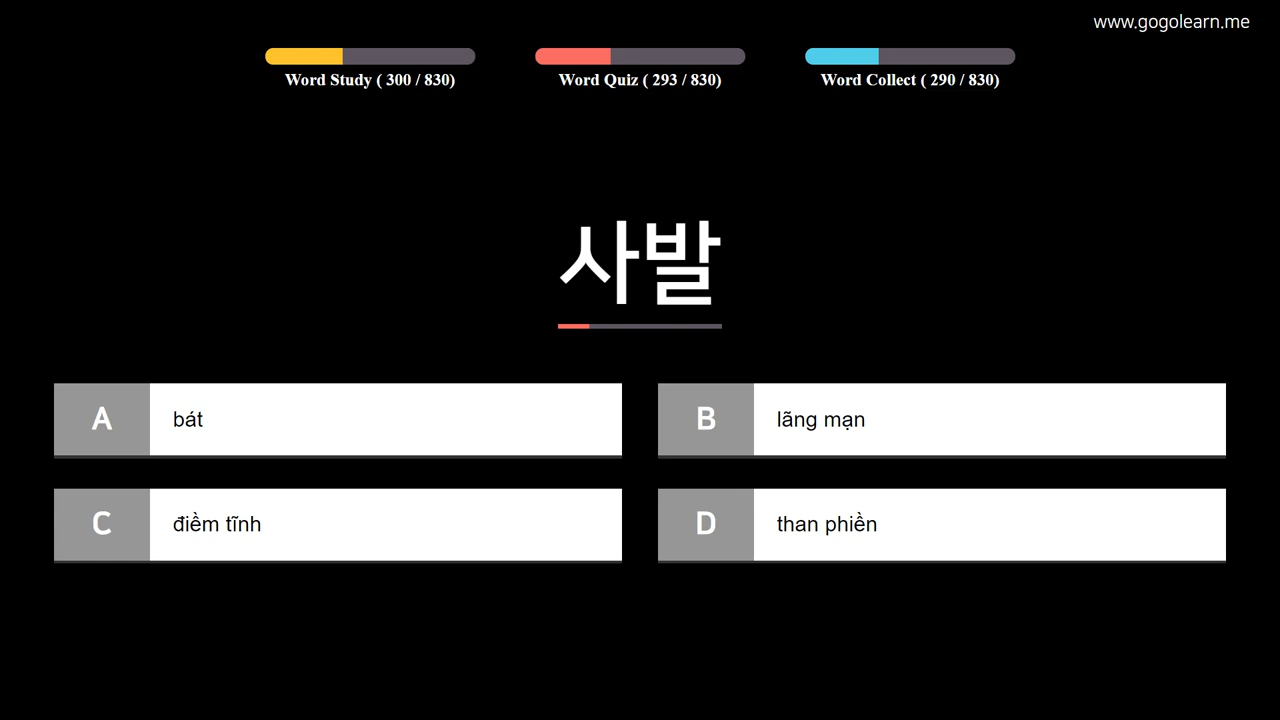 www.gogolearn.me
Word Study ( 300 / 830)
Word Quiz ( 293 / 830)
Word Collect ( 290 / 830)
사발
A bát
B lãng mạn
C điềm tĩnh
D than phiền